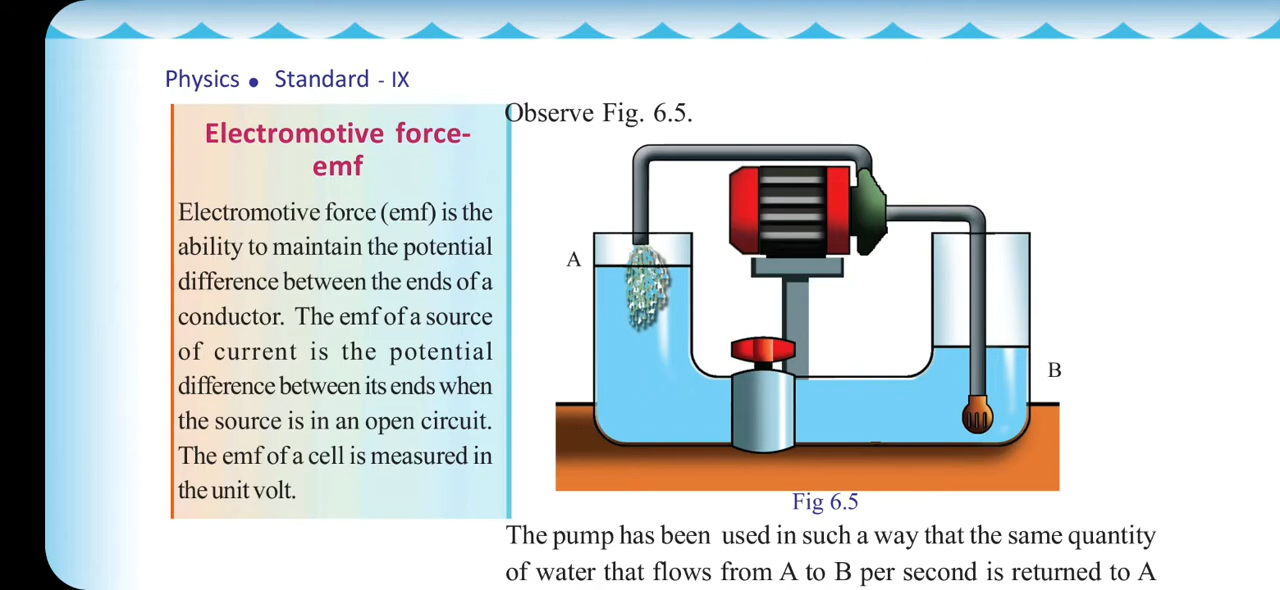 Physics • Standard - IX
Electromotive force-
emf
Electromotive force (emf) is the
ability to maintain the potential
difference between the ends of a
conductor. The emf of a source
of current is the potential
difference between its ends when
the source is in an open circuit.
The emf of a cell is measured in
the unit volt.
Observe Fig. 6.5.
A
B
Fig 6.5
The pump has been used in such a way that the same quantity
of water that flows from A to B per second is returned to A